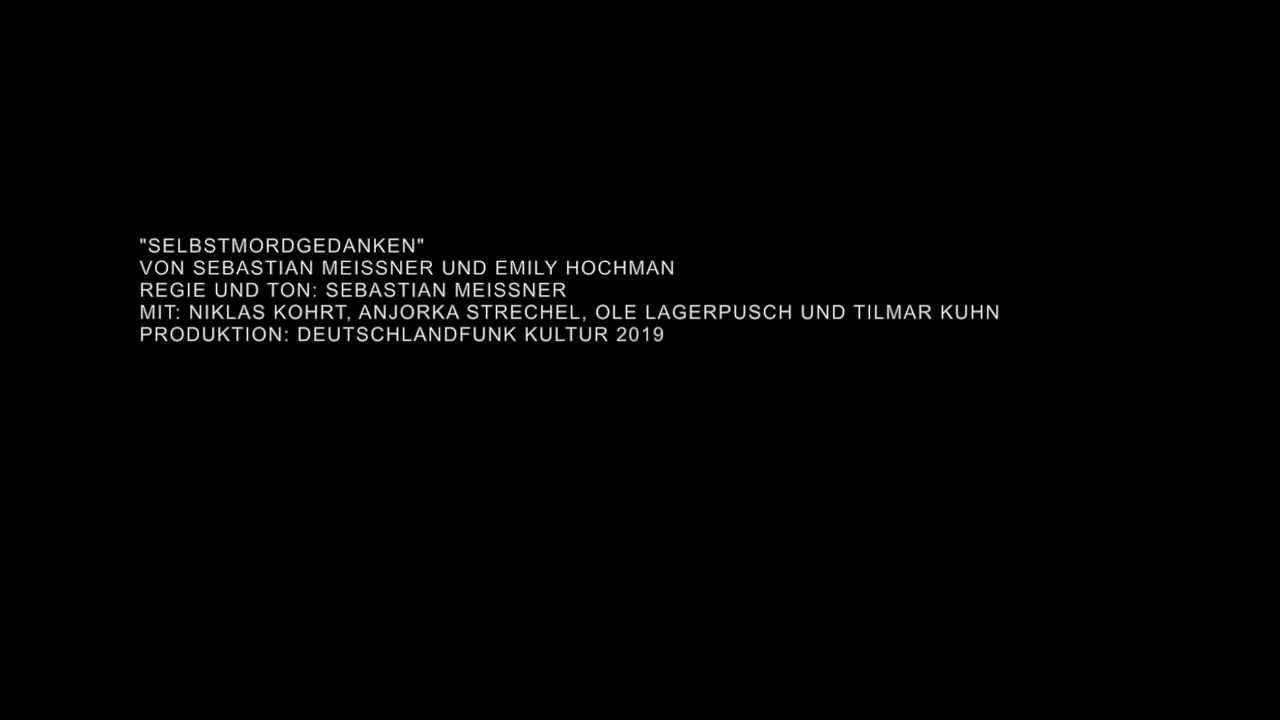 "SELBSTMORDGEDANKEN"
VON SEBASTIAN MEISSNER UND EMILY HOCHMAN
REGIE UND TON: SEBASTIAN MEISSNER
MIT: NIKLAS KOHRT, ANJORKA STRECHEL, OLE LAGERPUSCH UND TILMAR KUHN
PRODUKTION: DEUTSCHLANDFUNK KULTUR 2019